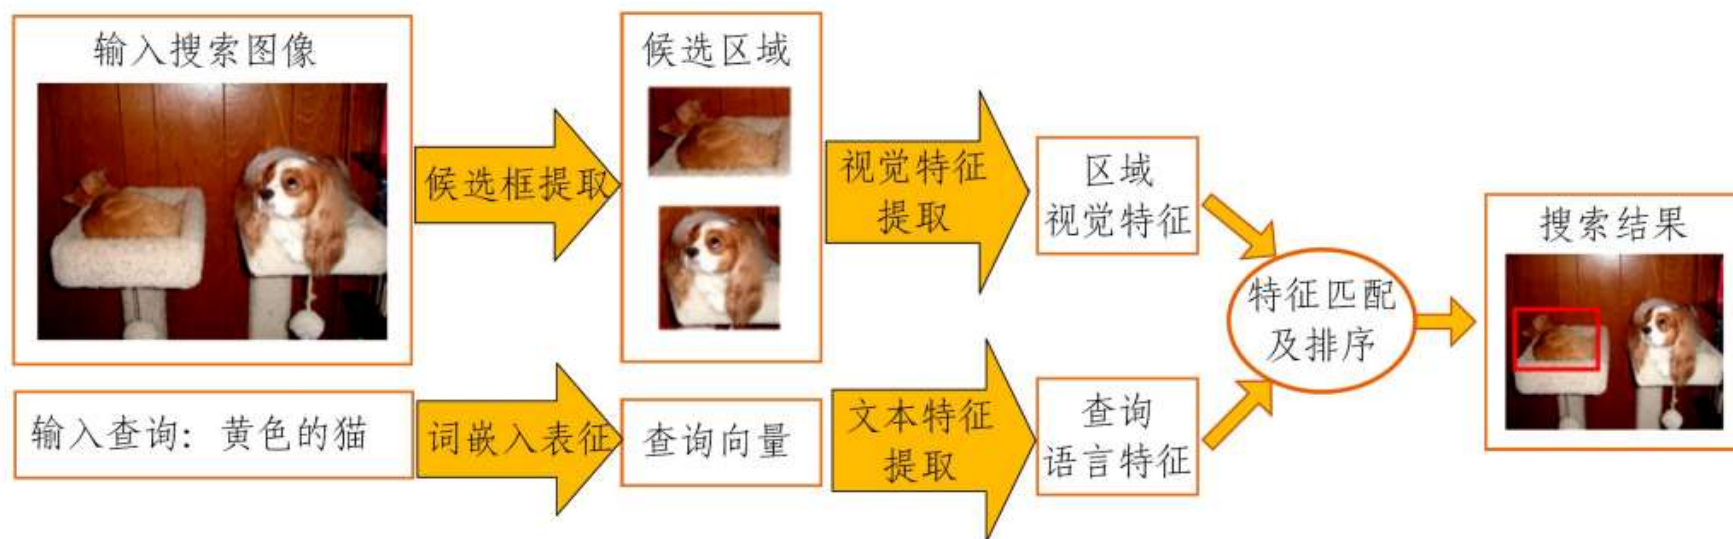 输入搜索图像
候选框提取
候选区域
视觉特征
提取
区域
视觉特征
输入查询：黄色的猫
词嵌入表征
查询向量
文本特征
提取
查询
语言特征
特征匹配
及排序
搜索结果